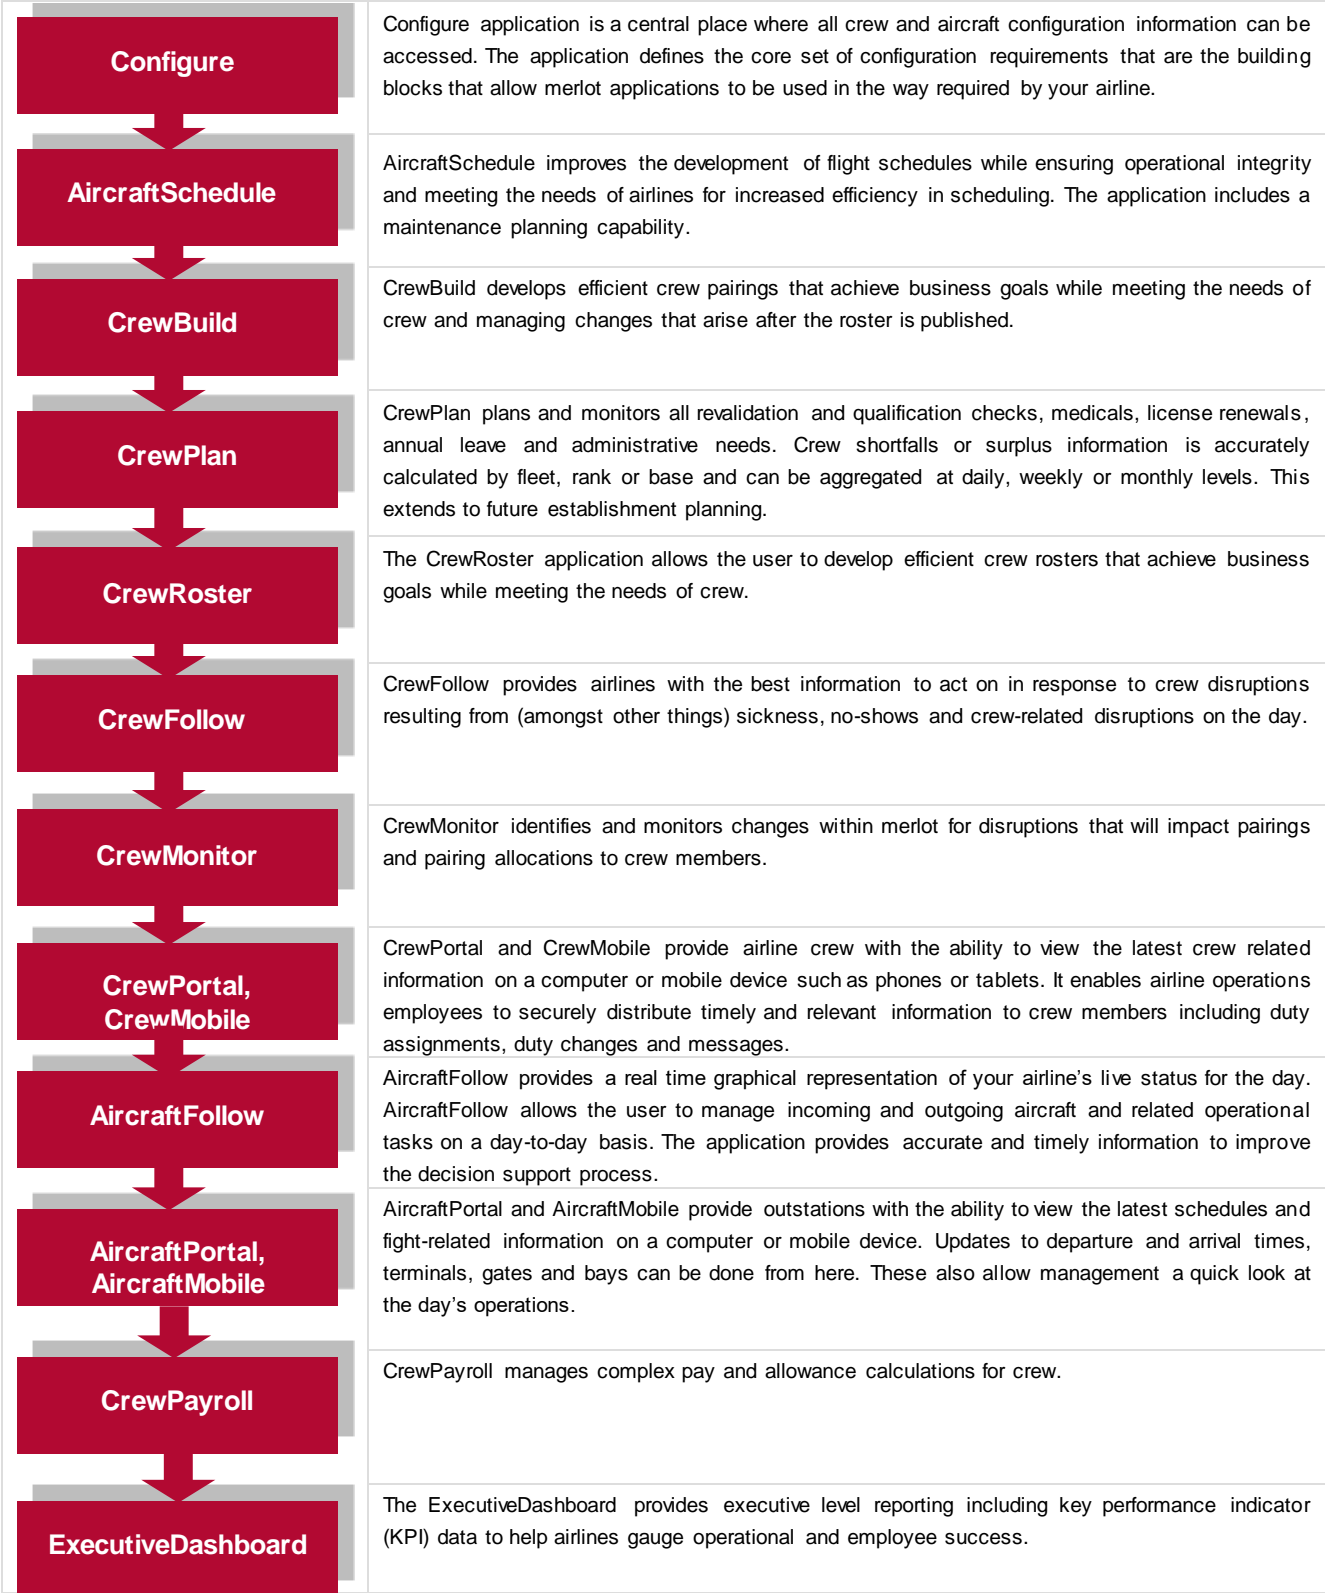 Configure
Configure application is a central place where all crew and aircraft configuration information can be
accessed. The application defines the core set of configuration requirements that are the building
blocks that allow merlot applications to be used in the way required by your airline.
AircraftSchedule
AircraftSchedule improves the development of flight schedules while ensuring operational integrity
and meeting the needs of airlines for increased efficiency in scheduling. The application includes a
maintenance planning capability.
CrewBuild
CrewBuild develops efficient crew pairings that achieve business goals while meeting the needs of
crew and managing changes that arise after the roster is published.
CrewPlan
CrewPlan plans and monitors all revalidation and qualification checks, medicals, license renewals,
annual leave and administrative needs. Crew shortfalls or surplus information is accurately
calculated by fleet, rank or base and can be aggregated at daily, weekly or monthly levels. This
extends to future establishment planning.
CrewRoster
The CrewRoster application allows the user to develop efficient crew rosters that achieve business
goals while meeting the needs of crew.
CrewFollow
CrewFollow provides airlines with the best information to act on in response to crew disruptions
resulting from (amongst other things) sickness, no-shows and crew-related disruptions on the day.
CrewMonitor
CrewMonitor identifies and monitors changes within merlot for disruptions that will impact pairings
and pairing allocations to crew members.
CrewPortal,
CrewMobile
CrewPortal and CrewMobile provide airline crew with the ability to view the latest crew related
information on a computer or mobile device such as phones or tablets. It enables airline operations
employees to securely distribute timely and relevant information to crew members including duty
assignments, duty changes and messages.
AircraftFollow
AircraftFollow provides a real time graphical representation of your airline's live status for the day.
AircraftFollow allows the user to manage incoming and outgoing aircraft and related operational
tasks on a day-to-day basis. The application provides accurate and timely information to improve
the decision support process.
AircraftPortal,
AircraftMobile
AircraftPortal and AircraftMobile provide outstations with the ability to view the latest schedules and
fight-related information on a computer or mobile device. Updates to departure and arrival times,
terminals, gates and bays can be done from here. These also allow management a quick look at
the day's operations.
CrewPayroll
CrewPayroll manages complex pay and allowance calculations for crew.
ExecutiveDashboard
The ExecutiveDashboard provides executive level reporting including key performance indicator
(KPI) data to help airlines gauge operational and employee success.